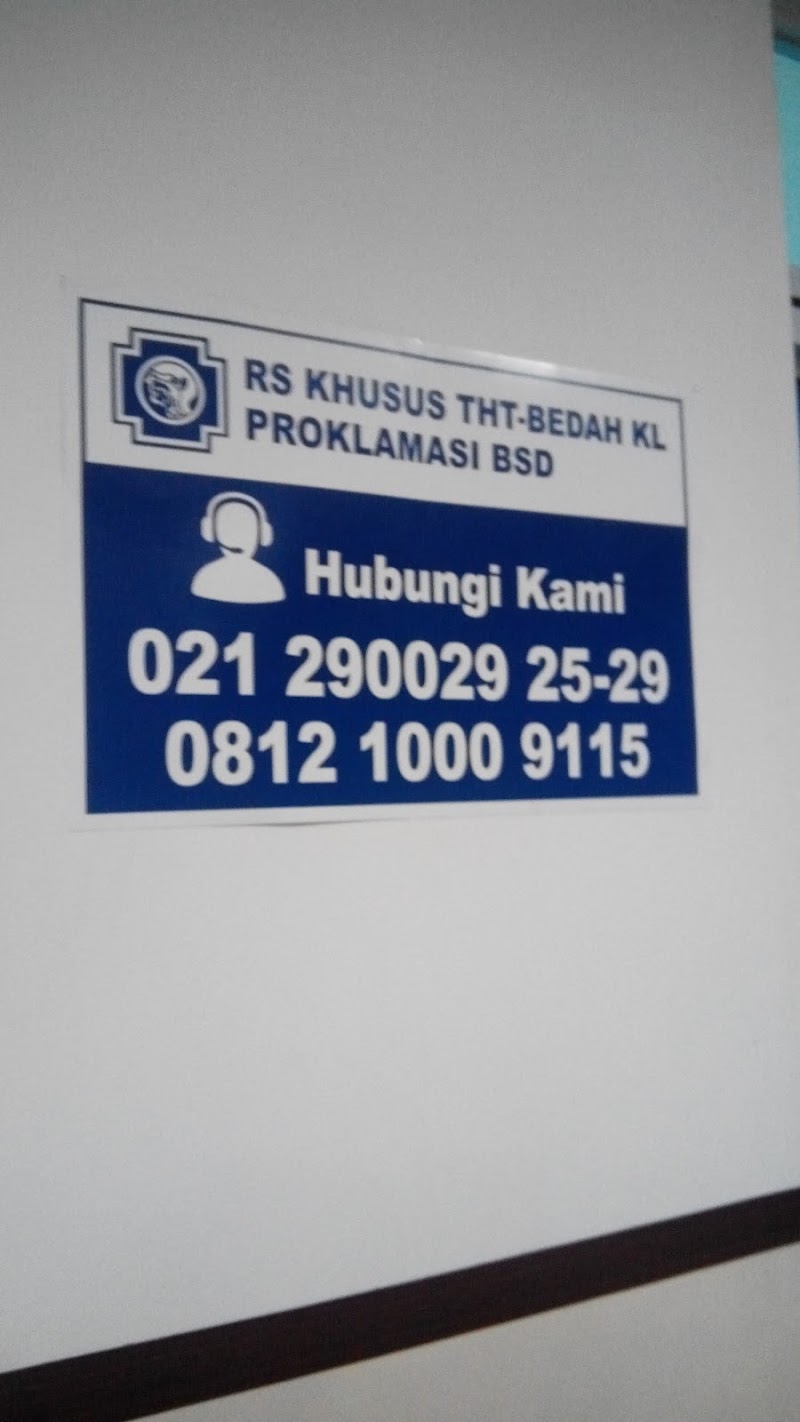 RS KHUSUS THT-BEDAH KL
PROKLAMASI BSD
Hubungi Kami
021 290029 25-29
0812 1000 9115